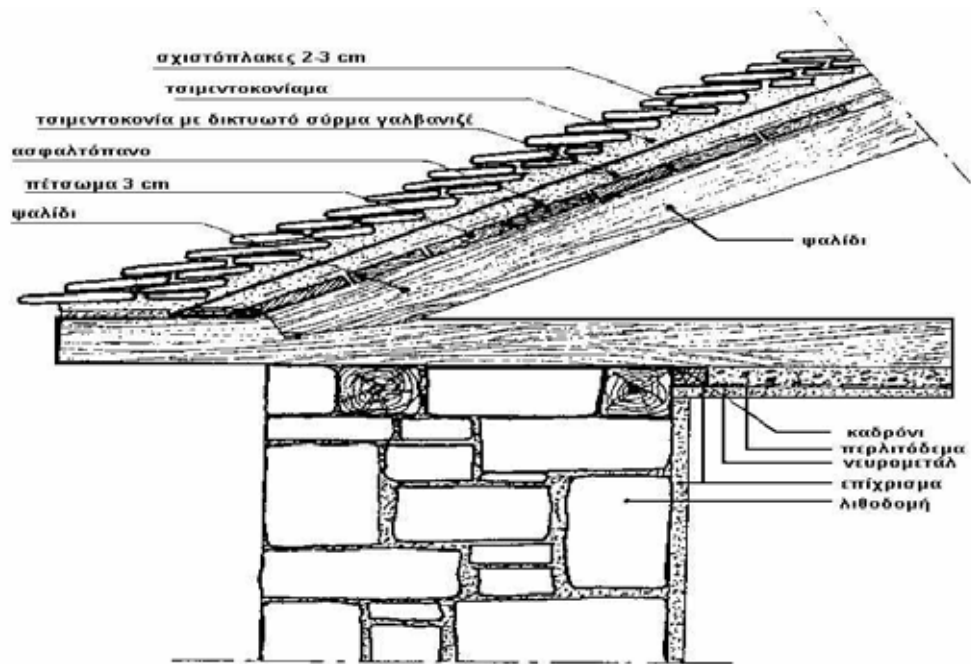 σχιστόπλακες 2-3 cm
τσιμεντοκονίαμα
τσιμεντοκονία με δικτυωτό σύρμα γαλβανιζέ
ασφαλτόπανο
πέτσωμα 3 cm
ψαλίδι
ψαλίδι
καδρόνι
περλιτόδεμα
νευρομετάλ
επίχρισμα
λιθοδομή